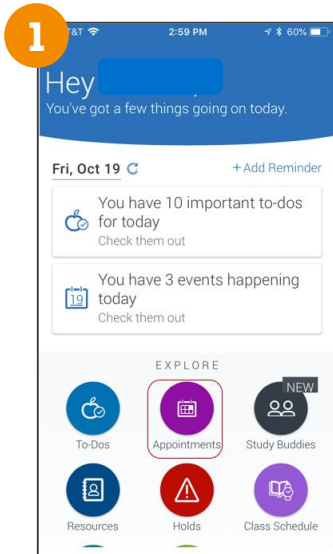 1
T&T 2:59 PM 60%
Hey
You've got a few things going on today.
Fri, Oct 19 + Add Reminder
You have 10 important to-dos
for today
Check them out
19
You have 3 events happening
today
Check them out
EXPLORE
NEW
To-Dos Appointments Study Buddies
Resources Holds Class Schedule